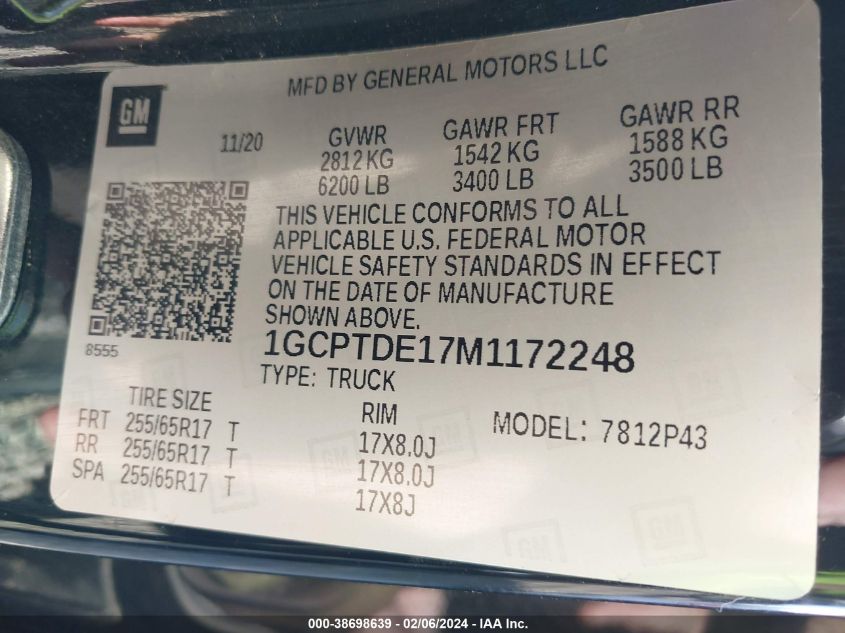 MFD BY GENERAL MOTORS LLC
GM
11/20
GVWR GAWR FRT GAWR RR
2812 KG 1542 KG 1588 KG
6200 LB 3400 LB 3500 LB
THIS VEHICLE CONFORMS TO ALL
APPLICABLE U.S. FEDERAL MOTOR
VEHICLE SAFETY STANDARDS IN EFFECT
ON THE DATE OF MANUFACTURE
SHOWN ABOVE.
8555
1GCPTDE17M1172248
TYPE: TRUCK
TIRE SIZE RIM MODEL: 7812P43
FRT 255/65R17 T 17X8.0J
RR 255/65R17 T 17X8.0J
SPA 255/65R17 T 17X8J
000-38698639 - 02/06/2024 - IAA Inc.